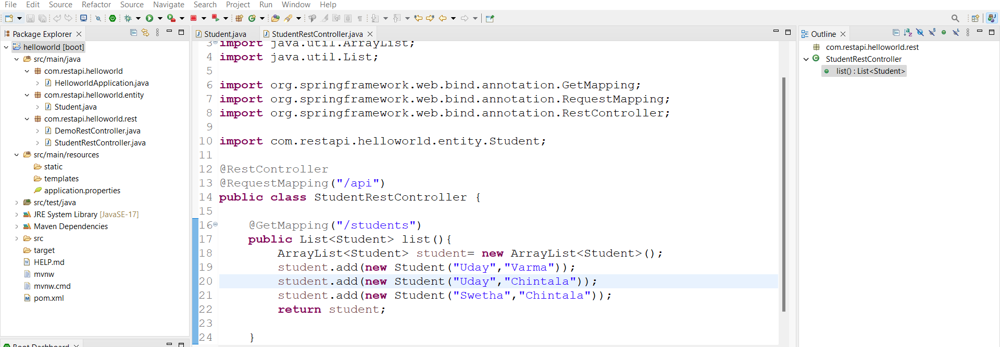 File Edit Source Refactor Source Navigate Search Project Run Window Help
Package Explorer
helloworld [boot]
src/main/java
com.restapi.helloworld
HelloworldApplication.java
com.restapi.helloworld.entity
Student.java
com.restapi.helloworld.rest
DemoRestController.java
StudentRestController.java
src/main/resources
static
templates
application.properties
src/test/java
JRE System Library [JavaSE-17]
Maven Dependencies
src
target
HELP.md
mvnw
mvnw.cmd
pom.xml
Boot Dashboard
Student.java StudentRestController.java
3 import java.util.ArrayList;
4 import java.util.List;
5
6 import org.springframework.web.bind.annotation.GetMapping;
7 import org.springframework.web.bind.annotation.RequestMapping;
8 import org.springframework.web.bind.annotation.RestController;
9
10 import com.restapi.helloworld.entity.Student;
11
12 @RestController
13 @RequestMapping("/api")
14 public class StudentRestController {
15
16 @GetMapping("/students")
17 public List<Student> list(){
18 ArrayList<Student> student= new ArrayList<Student>();
19 student.add(new Student("Uday","Varma"));
20 student.add(new Student("Uday","Chintala"));
21 student.add(new Student("Swetha","Chintala"));
22 return student;
23
24 }
Outline
com.restapi.helloworld.rest
StudentRestController
list() : List<Student>